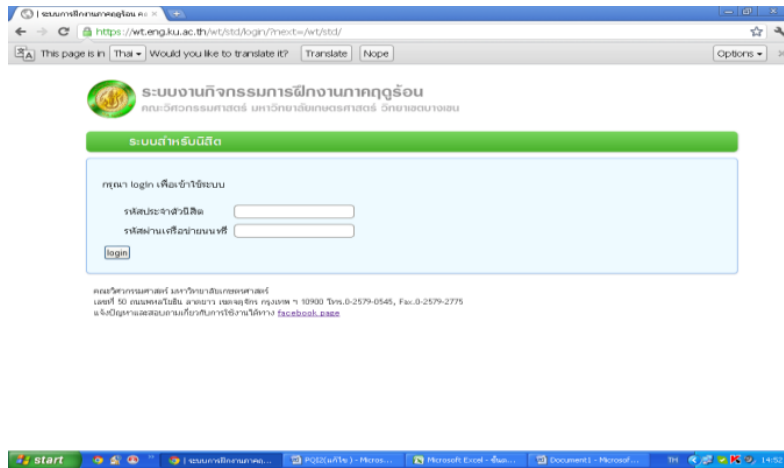 | ระบบการฝึกงานภาคฤดูร้อน คณ
https://wt.eng.ku.ac.th/wt/std/login/?next=/wt/std/
This page is in Thai Would you like to translate it? Translate Nope Options
ระบบงานกิจกรรมการฝึกงานภาคฤดูร้อน
คณะวิศวกรรมศาสตร์ มหาวิทยาลัยเกษตรศาสตร์ วิทยาเขตบางเขน
ระบบสำหรับนิสิต
กรุณา login เพื่อเข้าใช้ระบบ
รหัสประจำตัวนิสิต
รหัสผ่านเครือข่ายนนทรี
login
คณะวิศวกรรมศาสตร์ มหาวิทยาลัยเกษตรศาสตร์
เลขที่ 50 ถนนพหลโยธิน ลาดยาว เขตจตุจักร กรุงเทพ ฯ 10900 โทร.0-2579-0545, Fax.0-2579-2775
แจ้งปัญหาและสอบถามเกี่ยวกับการใช้งานได้ทาง facebook page
start | ระบบการฝึกงานภาค... PQI2(แก้ไข ) - Micros... Microsoft Excel - ... Document1 - Microsof... TH 14:52